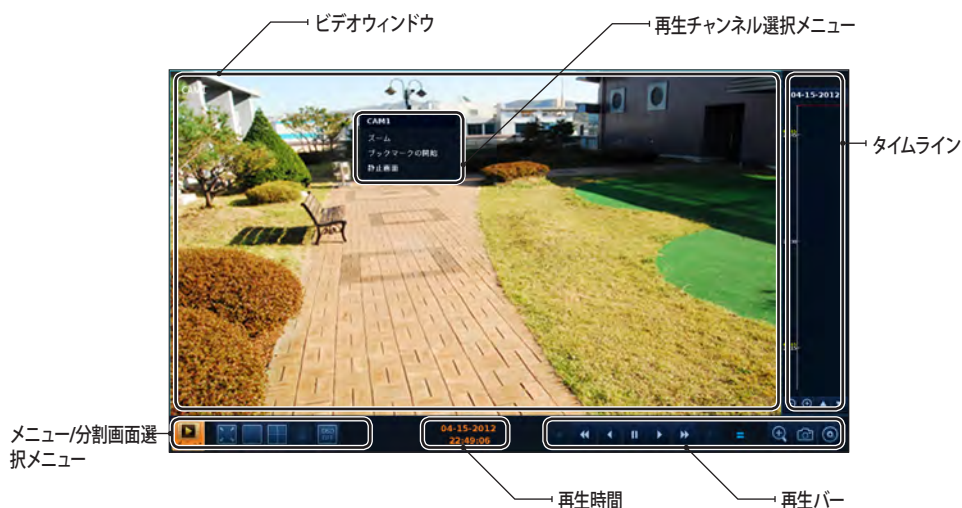 ビデオウィンドウ
再生チャンネル選択メニュー
CAM1
04-15-2012
CAM1
ズーム
ブックマークの開始
静止画面
タイムライン
メニュー/分割画面選
択メニュー
04-15-2012
22:49:06
再生時間
再生バー